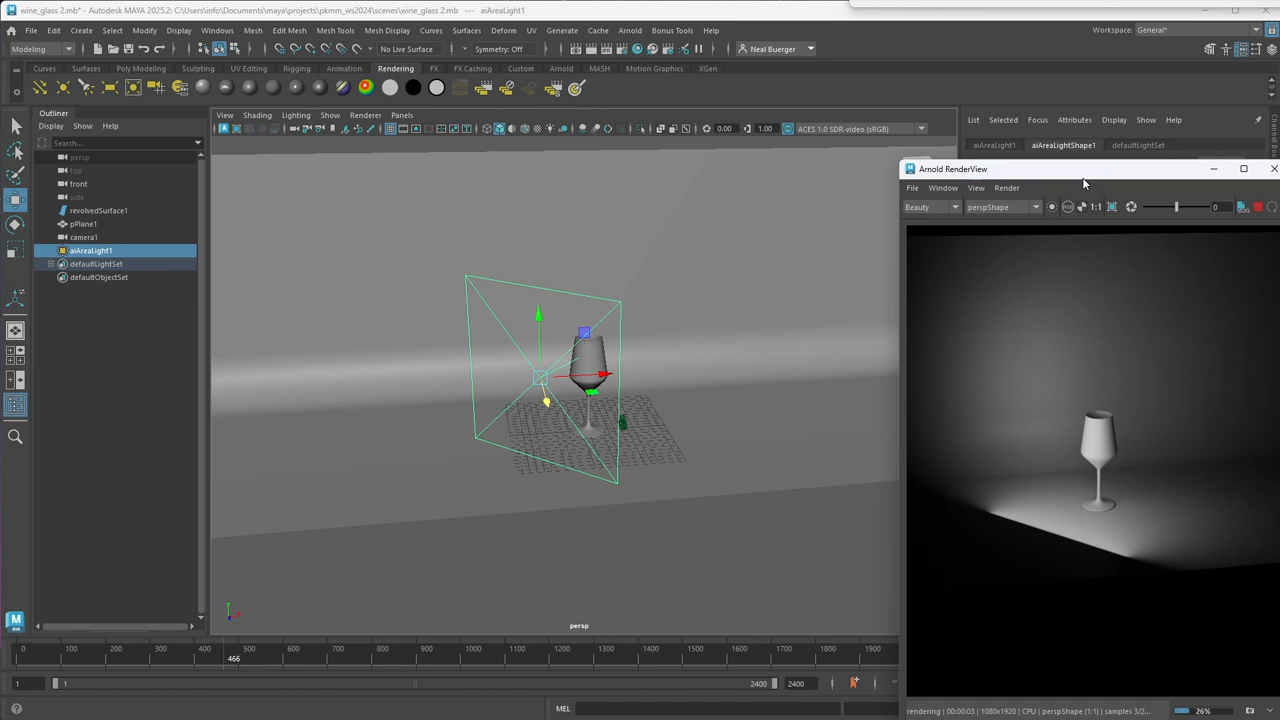 wine_glass 2.mb* - Autodesk MAYA 2025.2: C:\Users\info\Documents\maya\projects\pkmm_ws2024\scenes\wine_glass 2.mb --- aiAreaLight1
File Edit Create Select Modify Display Windows Mesh Edit Mesh Mesh Tools Mesh Display Curves Surfaces Deform UV Generate Cache Arnold Bonus Tools Help
Workspace: General*
Modeling No Live Surface Symmetry: Off Neal Buerger
Curves Surfaces Poly Modeling Sculpting UV Editing Rigging Animation Rendering FX FX Caching Custom Arnold MASH Motion Graphics XGen
Outliner
Display Show Help
Search...
persp
top
front
side
revolvedSurface1
pPlane1
camera1
aiAreaLight1
defaultLightSet
defaultObjectSet
View Shading Lighting Show Renderer Panels
0.00 1.00 ACES 1.0 SDR-video (sRGB)
persp
List Selected Focus Attributes Display Show Help
aiAreaLight1 aiAreaLightShape1 defaultLightSet
Channel Box
Arnold RenderView
File Window View Render
Beauty perspShape 1:1 0
rendering | 00:00:03 | 1080x1920 | CPU | perspShape (1:1) | samples 3/2... 26%
0 100 200 300 400 500 600 700 800 900 1000 1100 1200 1300 1400 1500 1600 1700 1800 1900
466
1 1 2400 2400
MEL